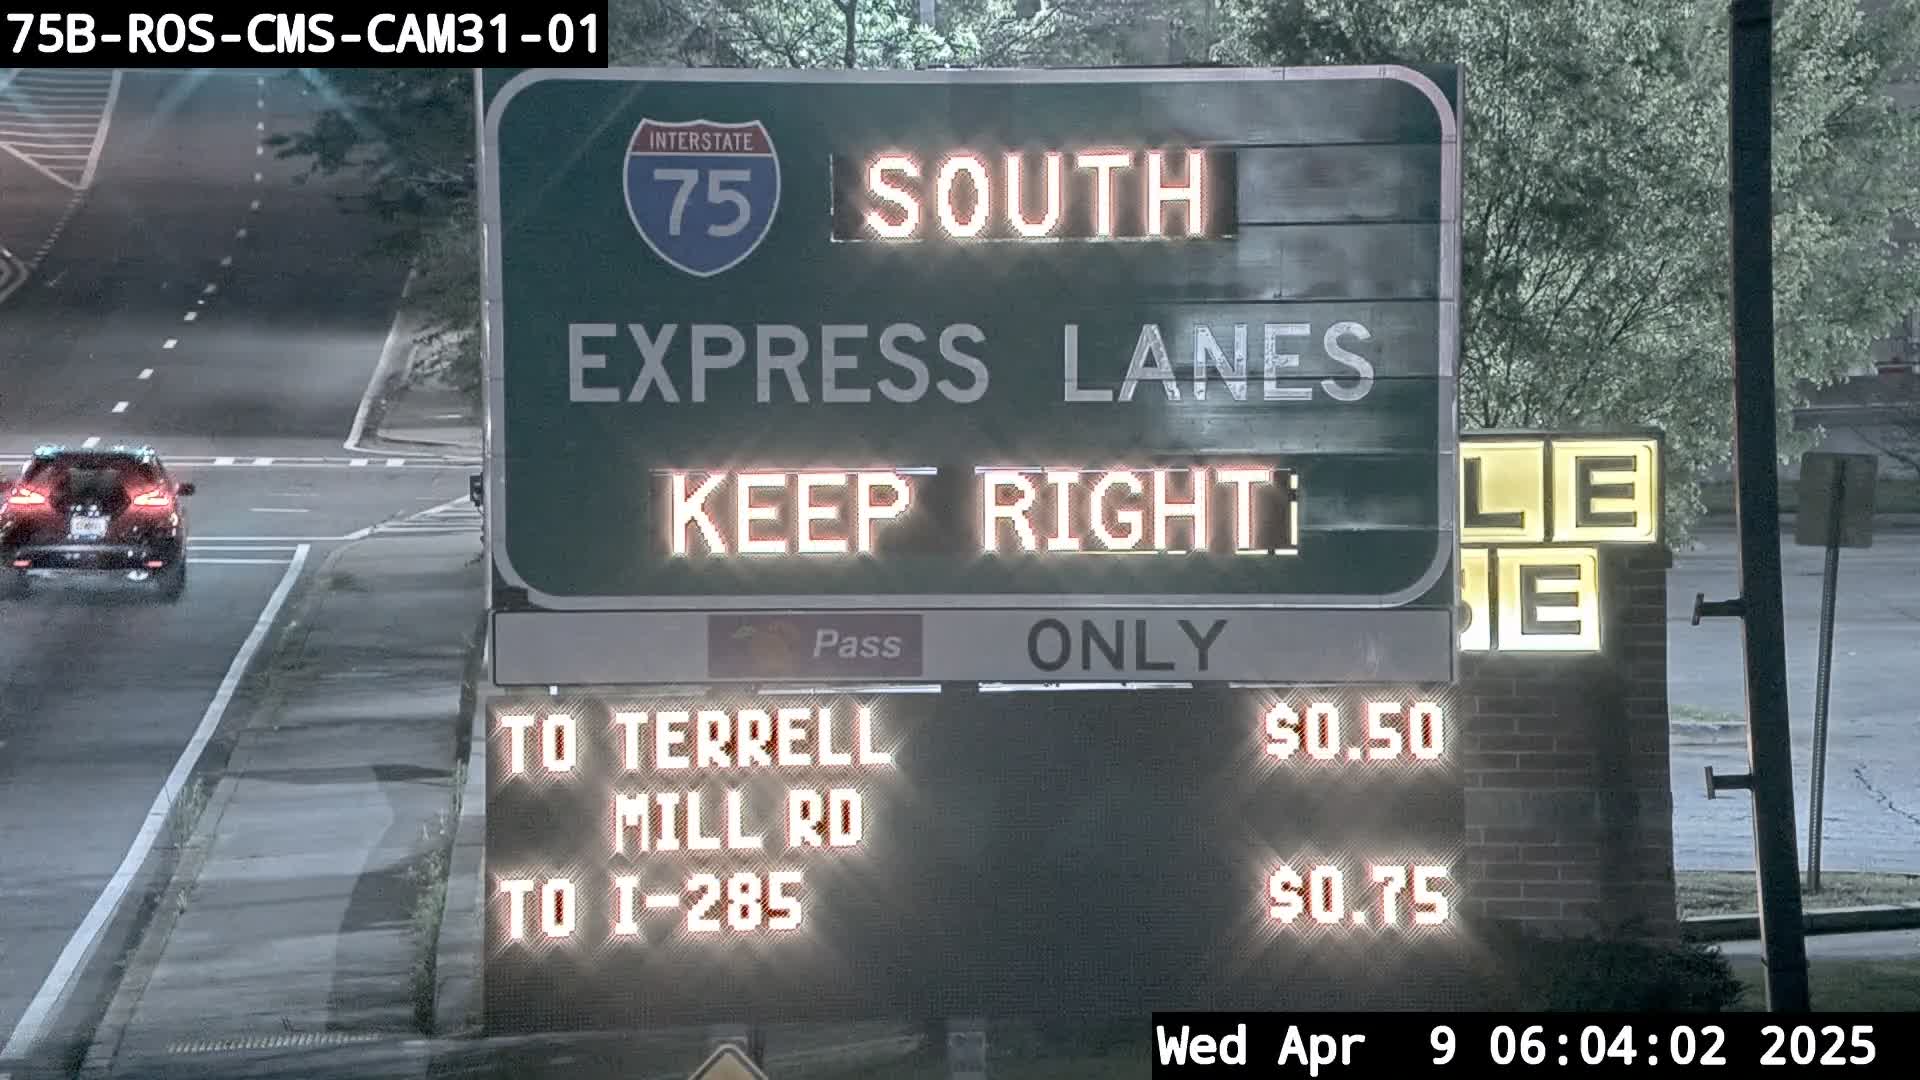 75B-ROS-CMS-CAM31-01
INTERSTATE
75
SOUTH
EXPRESS LANES
KEEP RIGHT
Pass ONLY
TO TERRELL $0.50
MILL RD
TO I-285 $0.75
LE
E
Wed Apr 9 06:04:02 2025